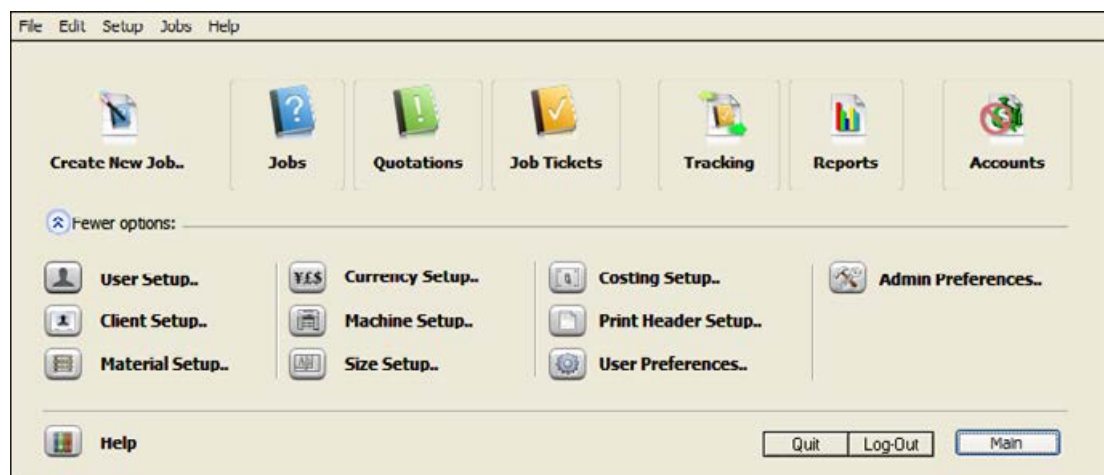 File Edit Setup Jobs Help
Create New Job.. Jobs Quotations Job Tickets Tracking Reports Accounts
Fewer options:
User Setup.. ¥£$ Currency Setup.. Costing Setup.. Admin Preferences..
Client Setup.. Machine Setup.. Print Header Setup..
Material Setup.. Size Setup.. User Preferences..
Help Quit Log-Out Main